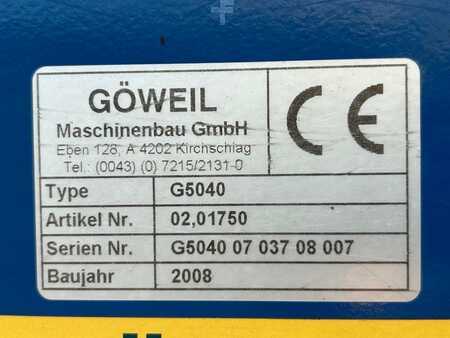 GÖWEIL
Maschinenbau GmbH
Eben 128, A 4202 Kirchschlag
Tel.: (0043) (0) 7215/2131-0
CE
Type G5040
Artikel Nr. 02,01750
Serien Nr. G5040 07 037 08 007
Baujahr 2008